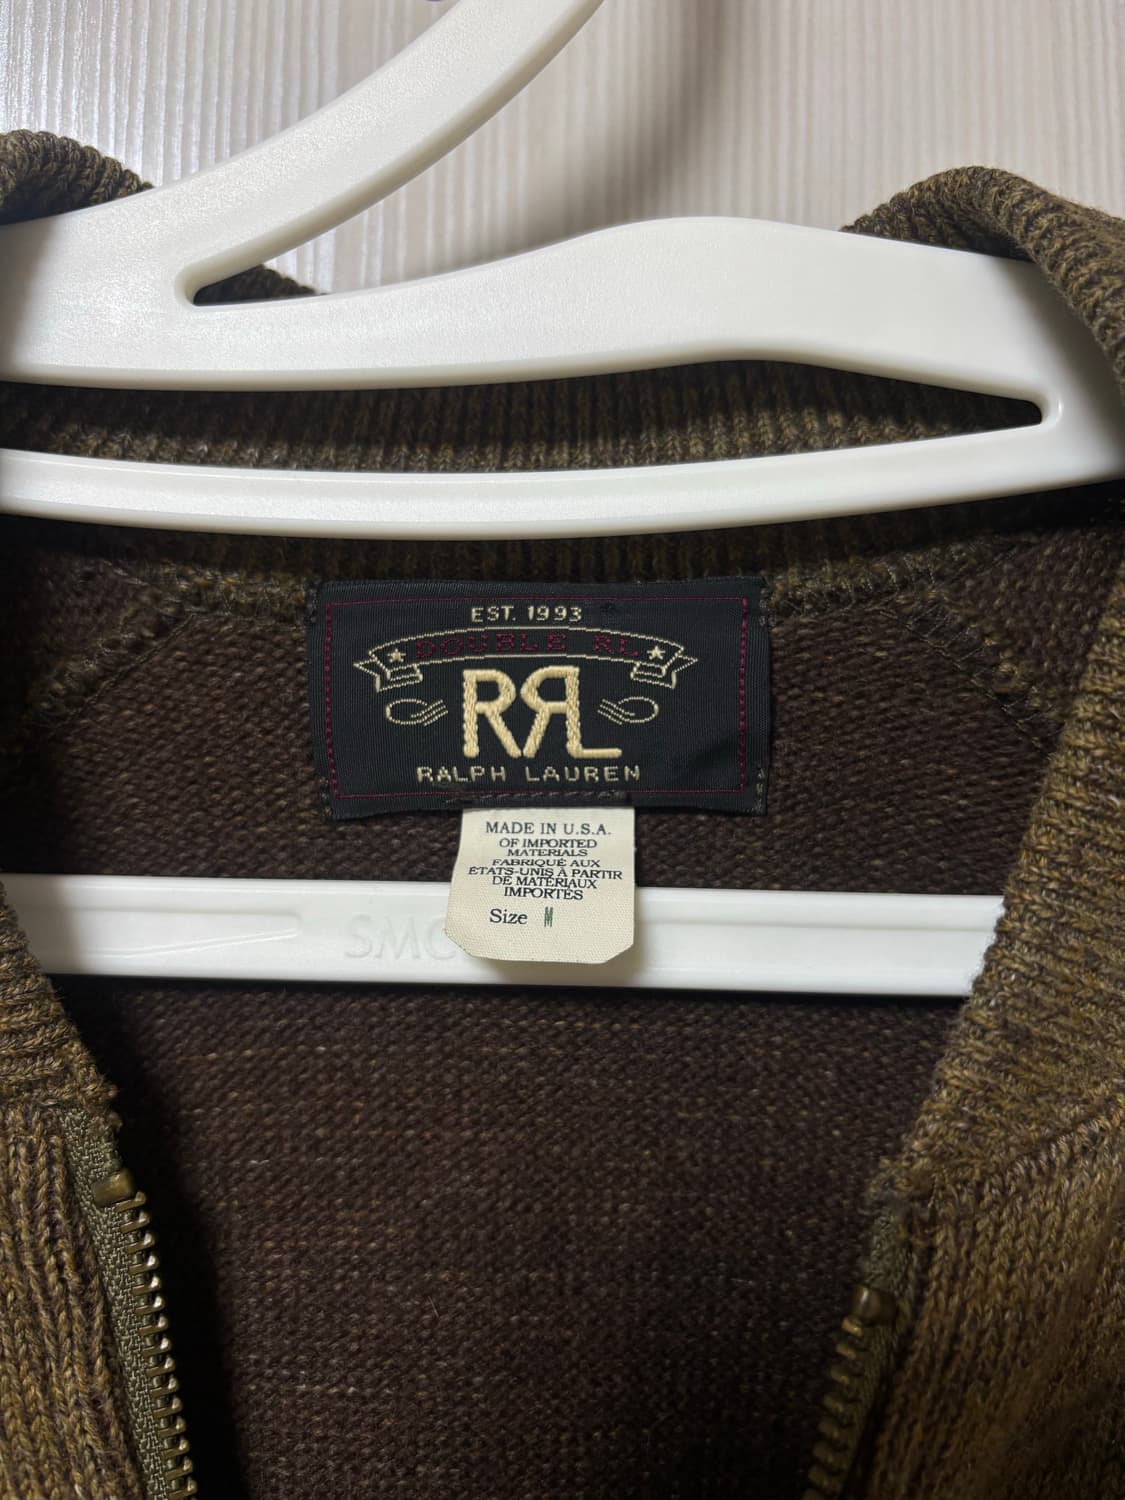 EST. 1993
DOUBLE RL
RRL
RALPH LAUREN
MADE IN U.S.A.
OF IMPORTED
MATERIALS
FABRIQUÉ AUX
ÉTATS-UNIS À PARTIR
DE MATÉRIAUX
IMPORTÉS
Size M